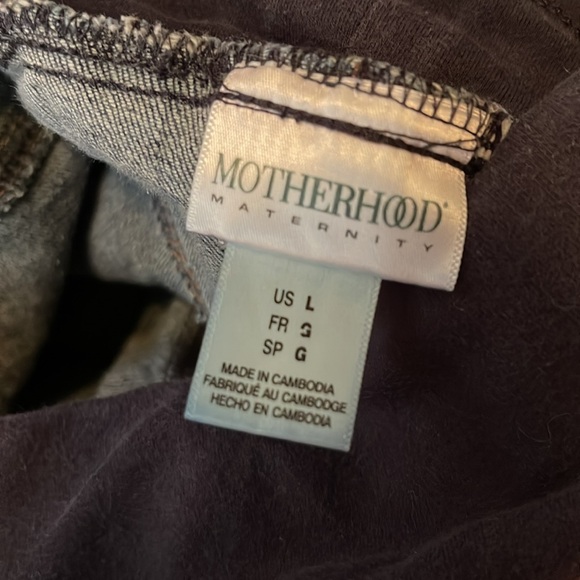 MOTHERHOOD®
MATERNITY
US L
FR G
SP G
MADE IN CAMBODIA
FABRIQUÉ AU CAMBODGE
HECHO EN CAMBODIA